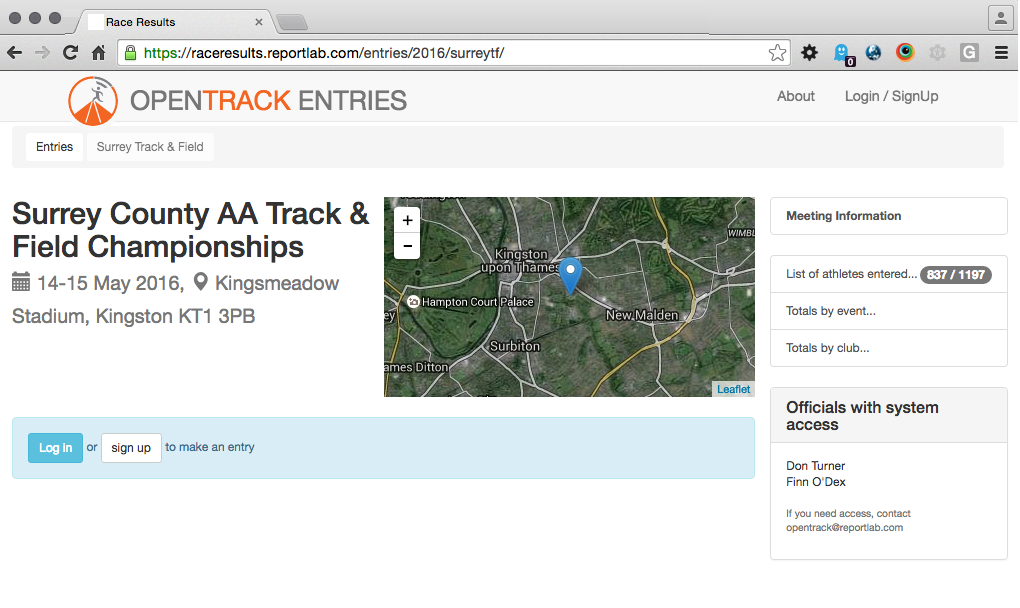 Race Results
https://raceresults.reportlab.com/entries/2016/surreytf/
0
G
OPENTRACK ENTRIES
About
Login / SignUp
Entries
Surrey Track & Field
Surrey County AA Track &
Field Championships
14-15 May 2016, Kingsmeadow
Stadium, Kingston KT1 3PB
+
−
WIMBL
Kingston
upon Thames
Hampton Court Palace
ey
New Malden
Surbiton
ames Ditton
Leaflet
Meeting Information
List of athletes entered... 837 / 1197
Totals by event...
Totals by club...
Officials with system
access
Don Turner
Finn O'Dex
If you need access, contact
opentrack@reportlab.com
Log in or sign up to make an entry